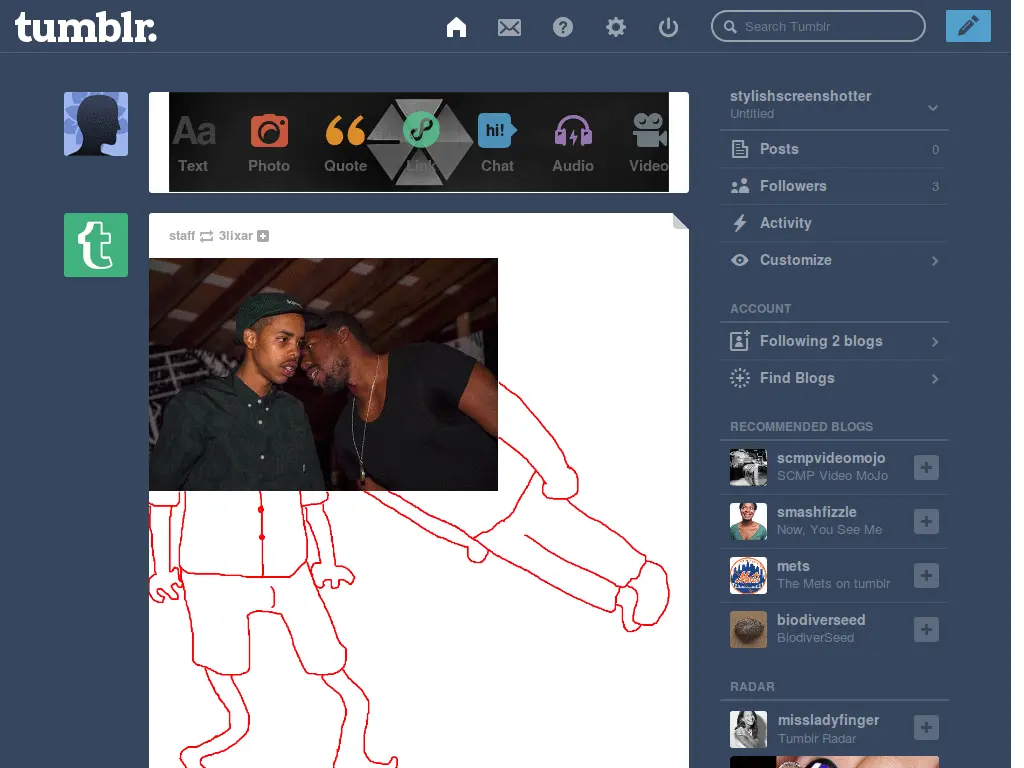 tumblr.
Search Tumblr
Aa
hi!
Text
Photo
Quote
Link
Chat
Audio
Video
staff
3lixar
stylishscreenshotter
Untitled
Posts
0
Followers
3
Activity
Customize
ACCOUNT
Following 2 blogs
Find Blogs
RECOMMENDED BLOGS
scmpvideomojo
SCMP Video MoJo
smashfizzle
Now, You See Me
mets
The Mets on tumblr
biodiverseed
BiodiverSeed
RADAR
missladyfinger
Tumblr Radar